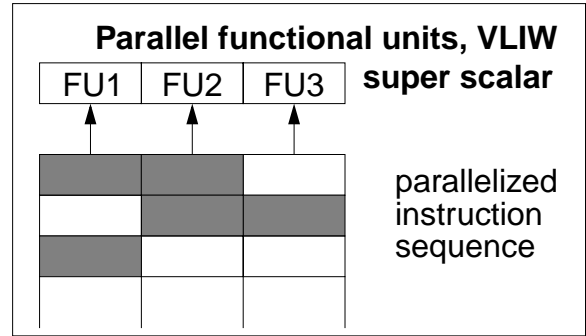 Parallel functional units, VLIW
super scalar
FU1 FU2 FU3
parallelized
instruction
sequence